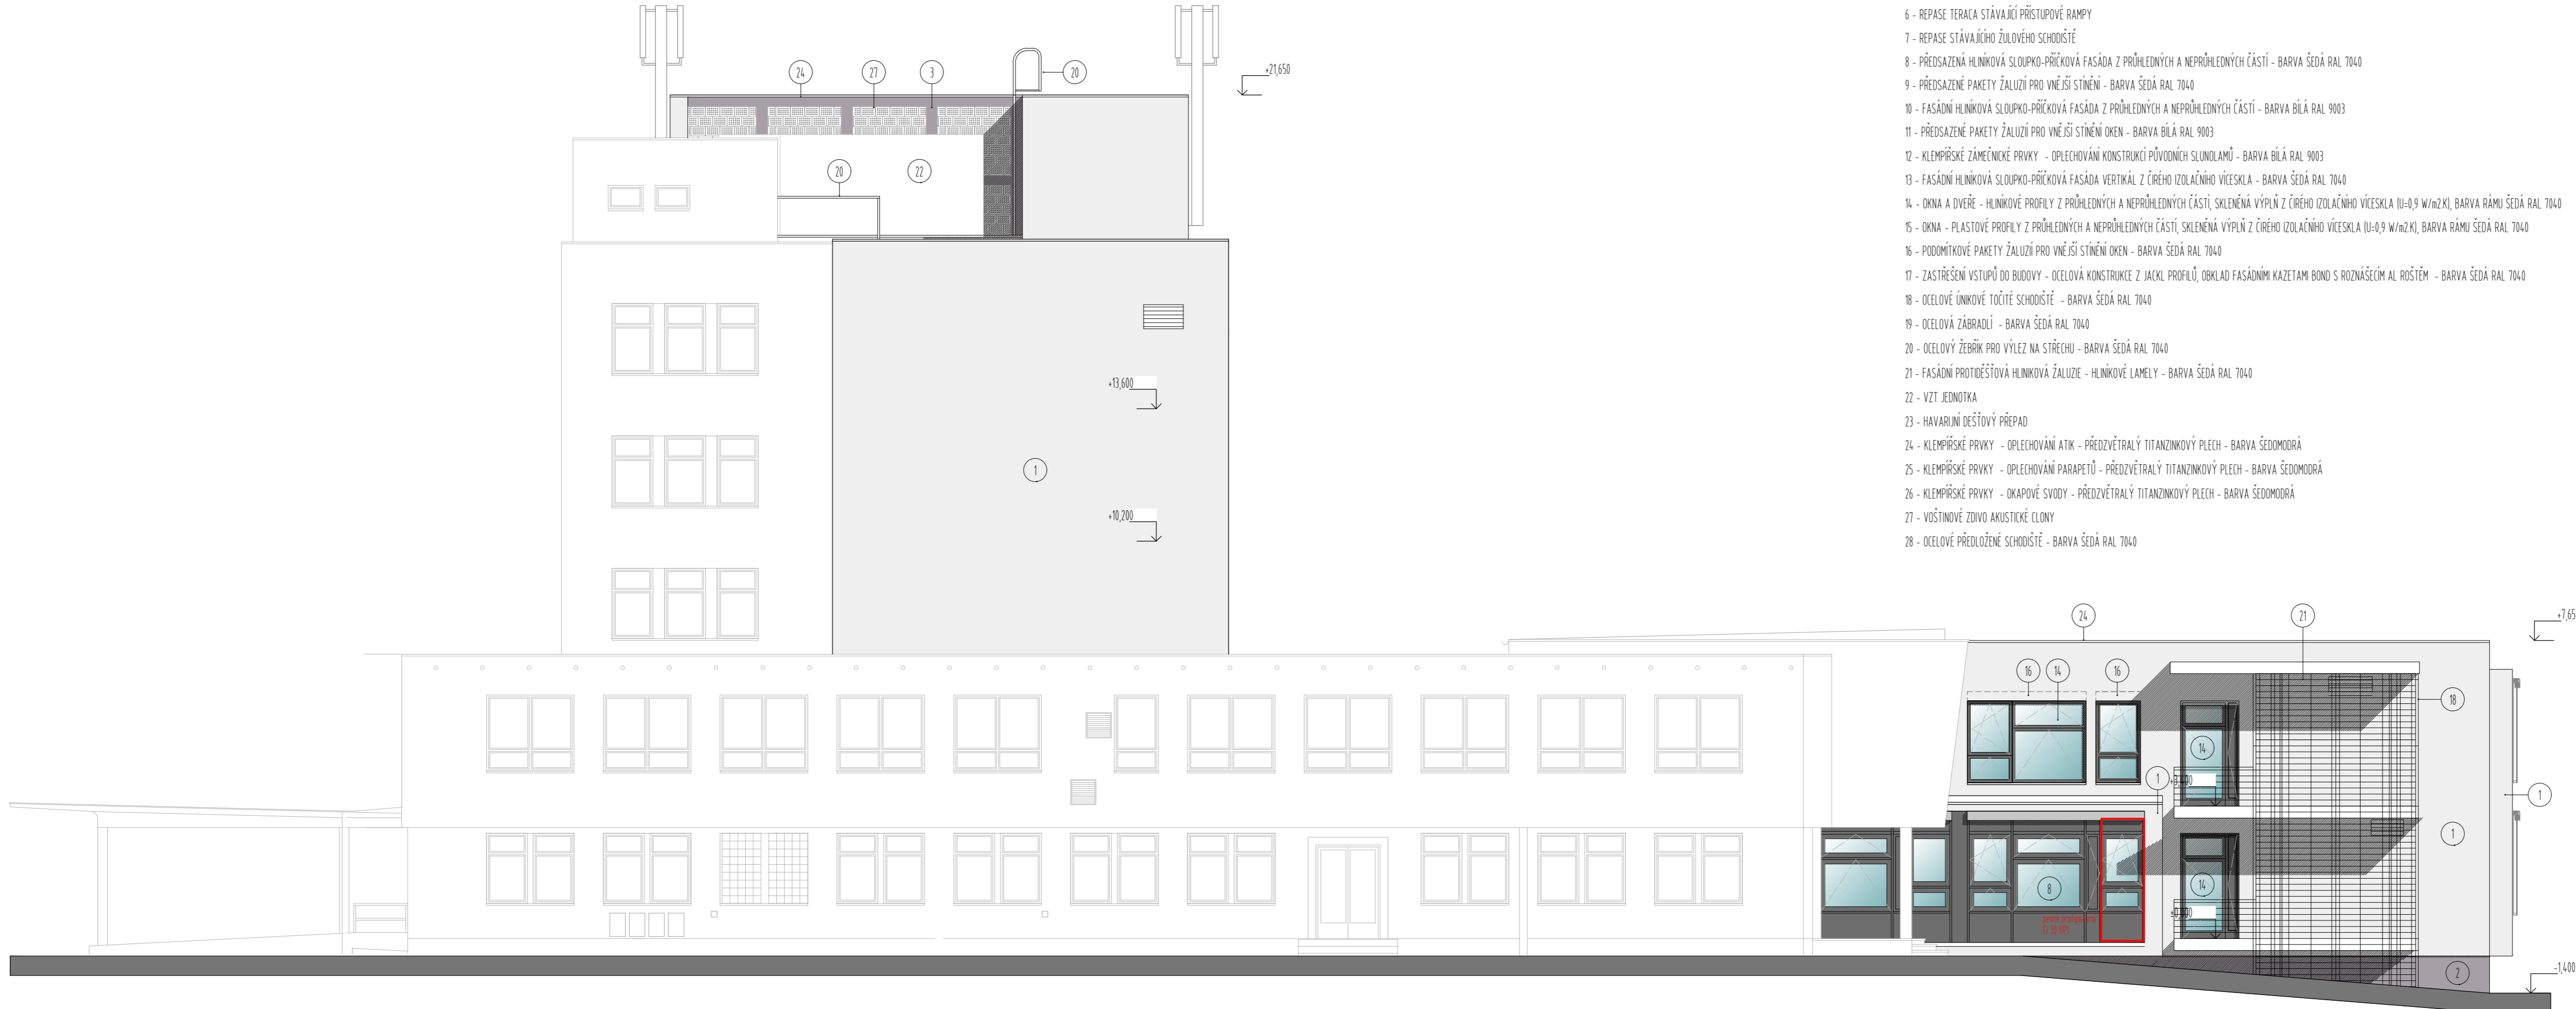 6 - REPASE TERACA STÁVAJÍCÍ PŘÍSTUPOVÉ RAMPY
7 - REPASE STÁVAJÍCÍHO ŽULOVÉHO SCHODIŠTĚ
8 - PŘEDSAZENÁ HLINÍKOVÁ SLOUPKO-PŘÍČKOVÁ FASÁDA Z PRŮHLEDNÝCH A NEPRŮHLEDNÝCH ČÁSTÍ - BARVA ŠEDÁ RAL 7040
9 - PŘEDSAZENÉ PAKETY ŽALUZIÍ PRO VNĚJŠÍ STÍNĚNÍ - BARVA ŠEDÁ RAL 7040
10 - FASÁDNÍ HLINÍKOVÁ SLOUPKO-PŘÍČKOVÁ FASÁDA Z PRŮHLEDNÝCH A NEPRŮHLEDNÝCH ČÁSTÍ - BARVA BÍLÁ RAL 9003
11 - PŘEDSAZENÉ PAKETY ŽALUZIÍ PRO VNĚJŠÍ STÍNĚNÍ OKEN - BARVA BÍLÁ RAL 9003
12 - KLEMPÍŘSKÉ ZÁMEČNICKÉ PRVKY - OPLECHOVÁNÍ KONSTRUKCÍ PŮVODNÍCH SLUNOLAMŮ - BARVA BÍLÁ RAL 9003
13 - FASÁDNÍ HLINÍKOVÁ SLOUPKO-PŘÍČKOVÁ FASÁDA VERTIKÁL Z ČIRÉHO IZOLAČNÍHO VÍCESKLA - BARVA ŠEDÁ RAL 7040
14 - OKNA A DVEŘE - HLINÍKOVÉ PROFILY Z PRŮHLEDNÝCH A NEPRŮHLEDNÝCH ČÁSTÍ, SKLENĚNÁ VÝPLŇ Z ČIRÉHO IZOLAČNÍHO VÍCESKLA (U=0,9 W/m2.K), BARVA RÁMU ŠEDÁ RAL 7040
15 - OKNA - PLASTOVÉ PROFILY Z PRŮHLEDNÝCH A NEPRŮHLEDNÝCH ČÁSTÍ, SKLENĚNÁ VÝPLŇ Z ČIRÉHO IZOLAČNÍHO VÍCESKLA (U=0,9 W/m2.K), BARVA RÁMU ŠEDÁ RAL 7040
16 - PODOMÍTKOVÉ PAKETY ŽALUZIÍ PRO VNĚJŠÍ STÍNĚNÍ OKEN - BARVA ŠEDÁ RAL 7040
17 - ZASTŘEŠENÍ VSTUPŮ DO BUDOVY - OCELOVÁ KONSTRUKCE Z JACKL PROFILŮ, OBKLAD FASÁDNÍMI KAZETAMI BOND S ROZNÁŠECÍM AL ROŠTĚM - BARVA ŠEDÁ RAL 7040
18 - OCELOVÉ ÚNIKOVÉ TOČITÉ SCHODIŠTĚ - BARVA ŠEDÁ RAL 7040
19 - OCELOVÁ ZÁBRADLÍ - BARVA ŠEDÁ RAL 7040
20 - OCELOVÝ ŽEBŘÍK PRO VÝLEZ NA STŘECHU - BARVA ŠEDÁ RAL 7040
21 - FASÁDNÍ PROTIDĚŠŤOVÁ HLINIKOVÁ ŽALUZIE - HLINÍKOVÉ LAMELY - BARVA ŠEDÁ RAL 7040
22 - VZT JEDNOTKA
23 - HAVARIJNÍ DEŠŤOVÝ PŘEPAD
24 - KLEMPÍŘSKÉ PRVKY - OPLECHOVÁNÍ ATIK - PŘEDZVĚTRALÝ TITANZINKOVÝ PLECH - BARVA ŠEDOMODRÁ
25 - KLEMPÍŘSKÉ PRVKY - OPLECHOVÁNÍ PARAPETŮ - PŘEDZVĚTRALÝ TITANZINKOVÝ PLECH - BARVA ŠEDOMODRÁ
26 - KLEMPÍŘSKÉ PRVKY - OKAPOVÉ SVODY - PŘEDZVĚTRALÝ TITANZINKOVÝ PLECH - BARVA ŠEDOMODRÁ
27 - VOŠTINOVÉ ZDIVO AKUSTICKÉ CLONY
28 - OCELOVÉ PŘEDLOŽENÉ SCHODIŠTĚ - BARVA ŠEDÁ RAL 7040
24
27
3
20
+21,650
20
22
+13,600
1
+10,200
24
21
+7,65
16
14
16
18
14
1
+3,400
1
1
8
14
±0,000
EI 30 DP1
2
-1,400